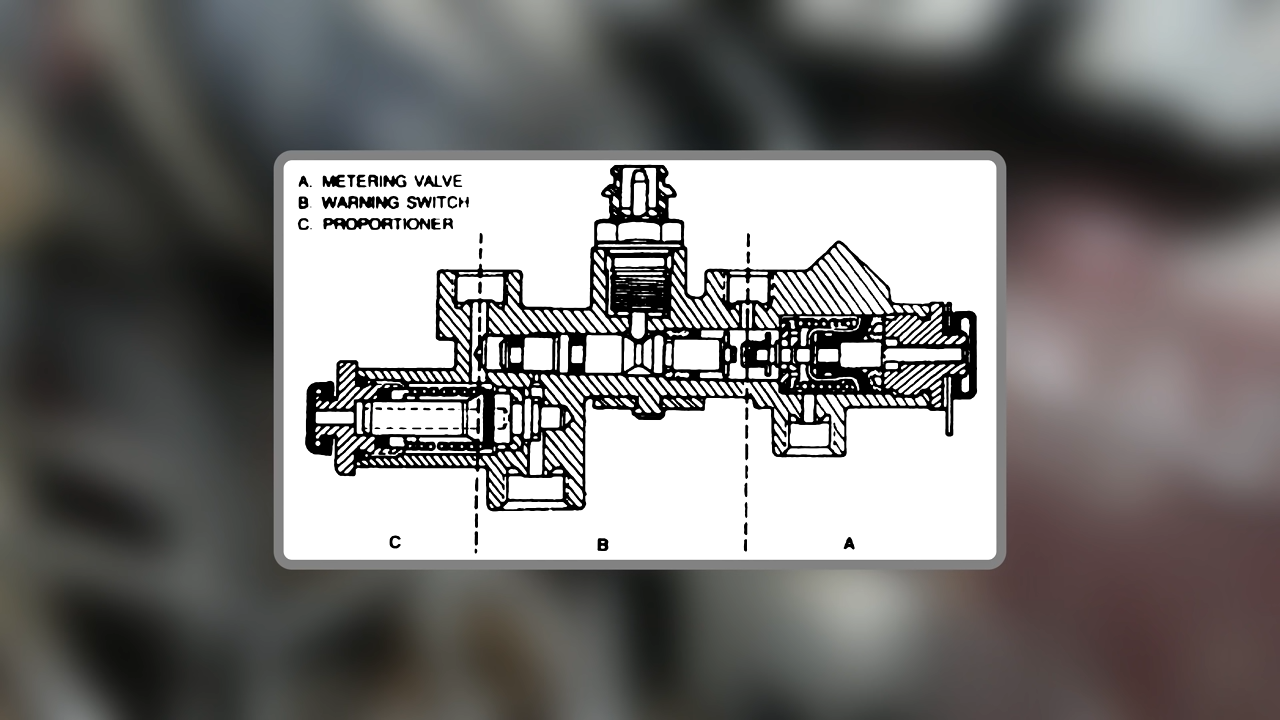 A. METERING VALVE
B. WARNING SWITCH
C. PROPORTIONER
C B A